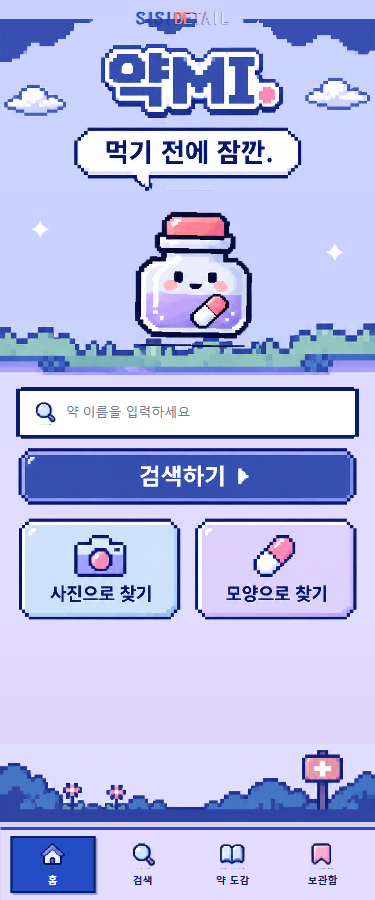 SISIDETAIL
약MI.
먹기 전에 잠깐.
약 이름을 입력하세요
검색하기
사진으로 찾기
모양으로 찾기
홈
검색
약 도감
보관함